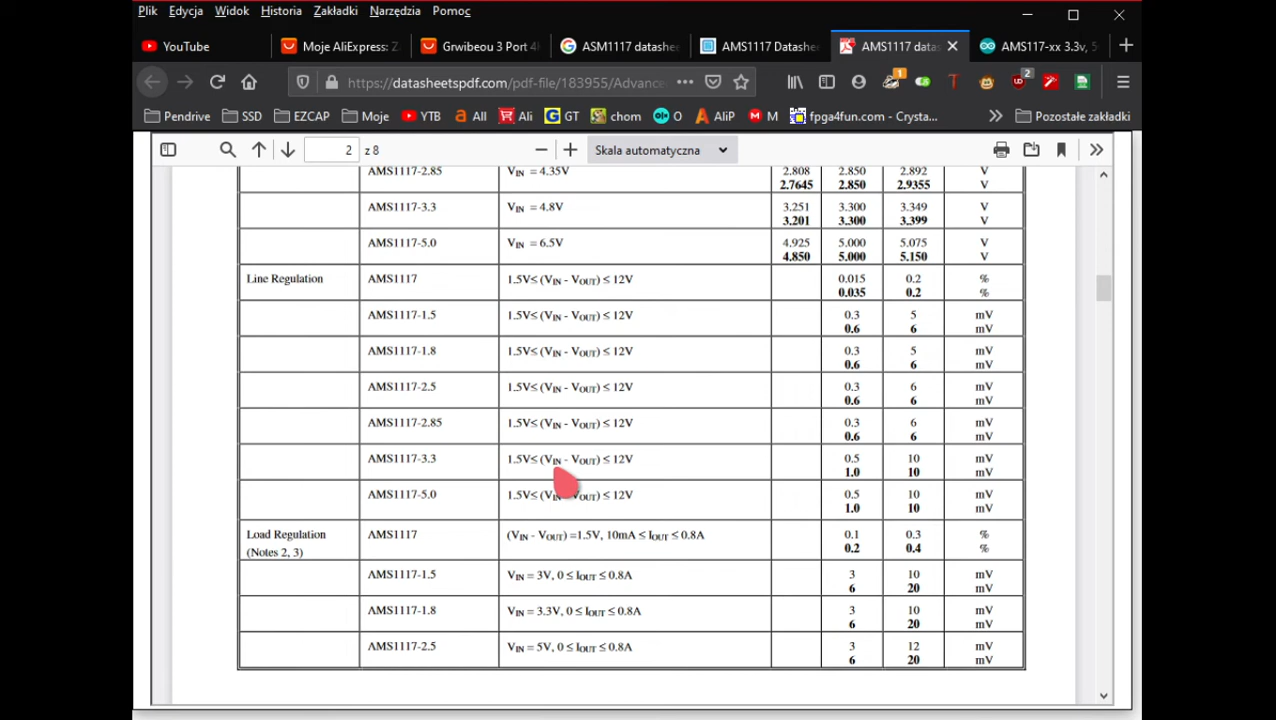 Plik Edycja Widok Historia Zakładki Narzędzia Pomoc
YouTube Moje AliExpress: Z Grwibeou 3 Port 4K ASM1117 datashee AMS1117 Datashe AMS1117 datas AMS117-xx 3.3v, 5
https://datasheetspdf.com/pdf-file/183955/Advance 1 2
Pendrive SSD EZCAP Moje YTB All Ali GT chom O AliP M fpga4fun.com - Crysta... Pozostałe zakładki
2 z 8 Skala automatyczna
AMS1117-2.85 VIN = 4.35V 2.808 2.850 2.892 V
2.7645 2.850 2.9355 V
AMS1117-3.3 VIN = 4.8V 3.251 3.300 3.349 V
3.201 3.300 3.399 V
AMS1117-5.0 VIN = 6.5V 4.925 5.000 5.075 V
4.850 5.000 5.150 V
Line Regulation AMS1117 1.5V≤ (VIN - VOUT) ≤ 12V 0.015 0.2 %
0.035 0.2 %
AMS1117-1.5 1.5V≤ (VIN - VOUT) ≤ 12V 0.3 5 mV
0.6 6 mV
AMS1117-1.8 1.5V≤ (VIN - VOUT) ≤ 12V 0.3 5 mV
0.6 6 mV
AMS1117-2.5 1.5V≤ (VIN - VOUT) ≤ 12V 0.3 6 mV
0.6 6 mV
AMS1117-2.85 1.5V≤ (VIN - VOUT) ≤ 12V 0.3 6 mV
0.6 6 mV
AMS1117-3.3 1.5V≤ (VIN - VOUT) ≤ 12V 0.5 10 mV
1.0 10 mV
AMS1117-5.0 1.5V≤ (VIN - VOUT) ≤ 12V 0.5 10 mV
1.0 10 mV
Load Regulation AMS1117 (VIN - VOUT) =1.5V, 10mA ≤ IOUT ≤ 0.8A 0.1 0.3 %
(Notes 2, 3) 0.2 0.4 %
AMS1117-1.5 VIN = 3V, 0 ≤ IOUT ≤ 0.8A 3 10 mV
6 20 mV
AMS1117-1.8 VIN = 3.3V, 0 ≤ IOUT ≤ 0.8A 3 10 mV
6 20 mV
AMS1117-2.5 VIN = 5V, 0 ≤ IOUT ≤ 0.8A 3 12 mV
6 20 mV